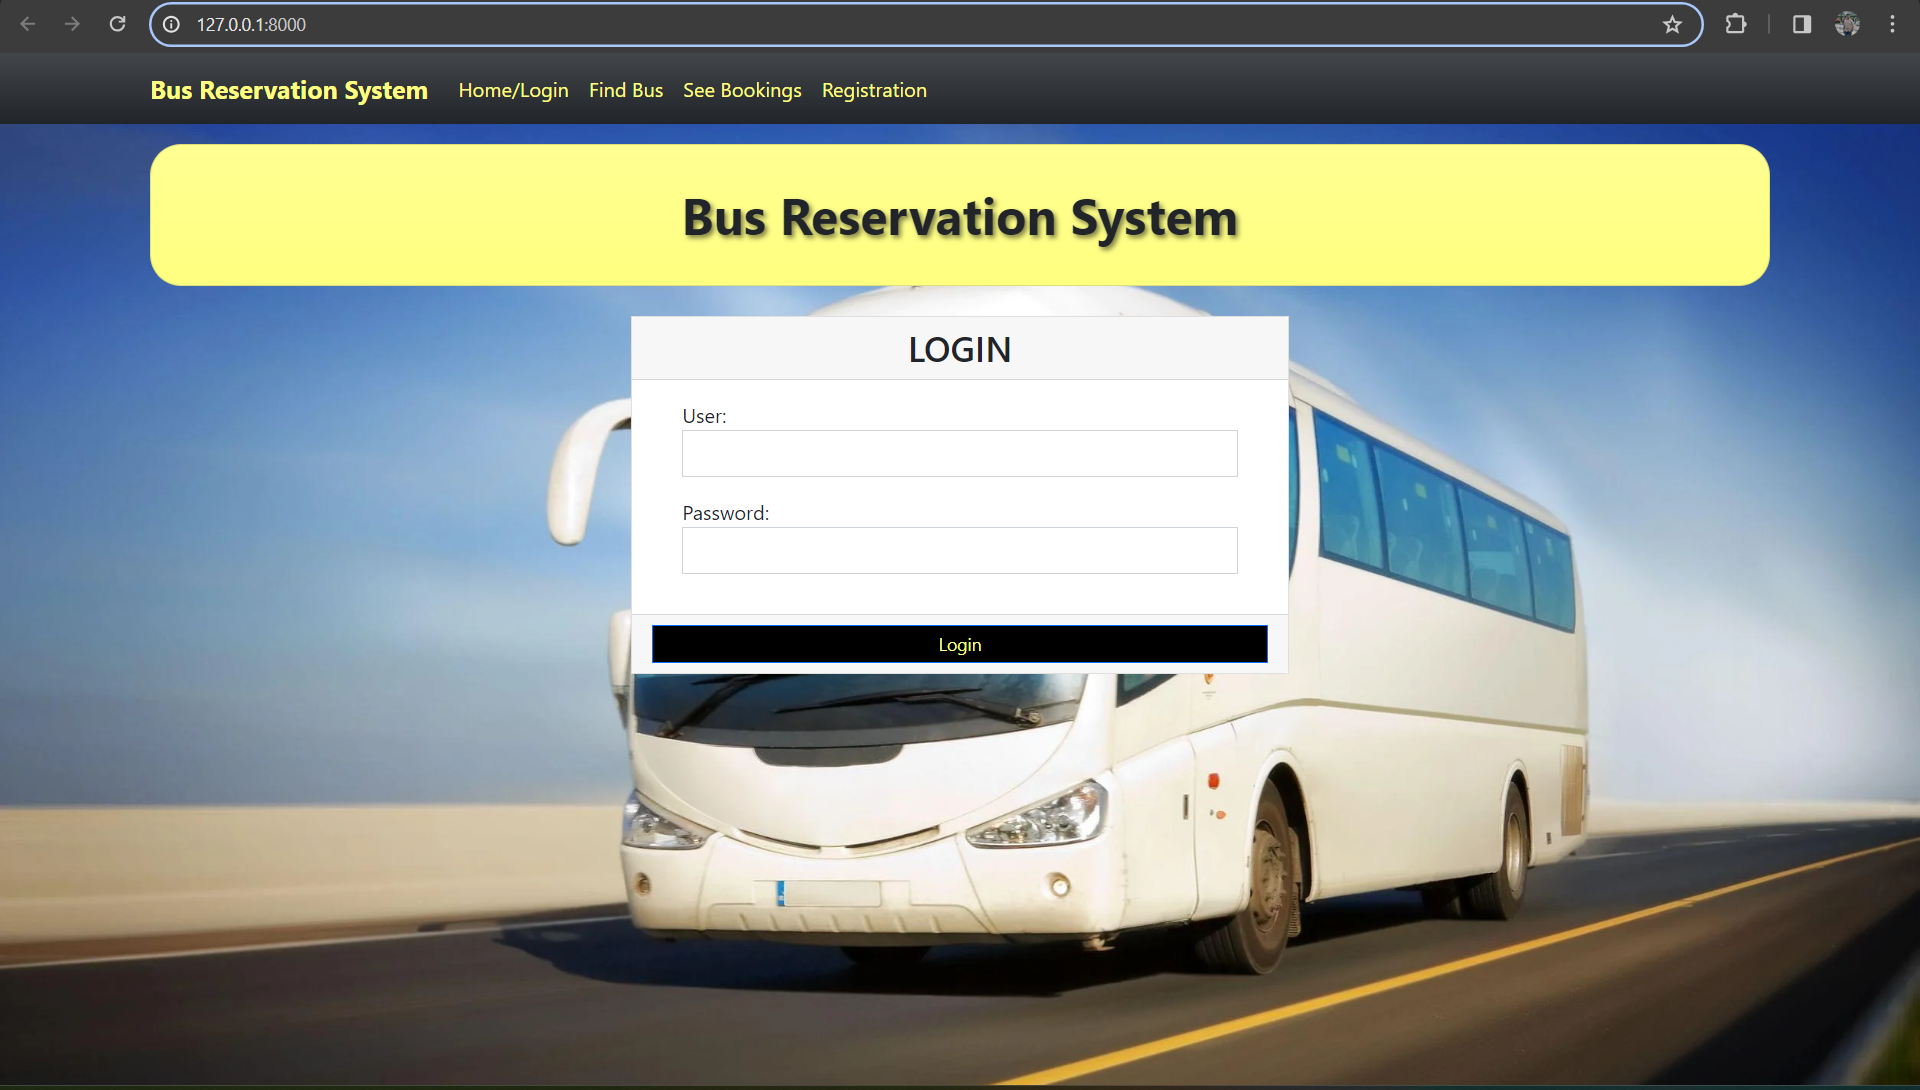 127.0.0.1:8000
Bus Reservation System Home/Login Find Bus See Bookings Registration
Bus Reservation System
LOGIN
User:
Password:
Login